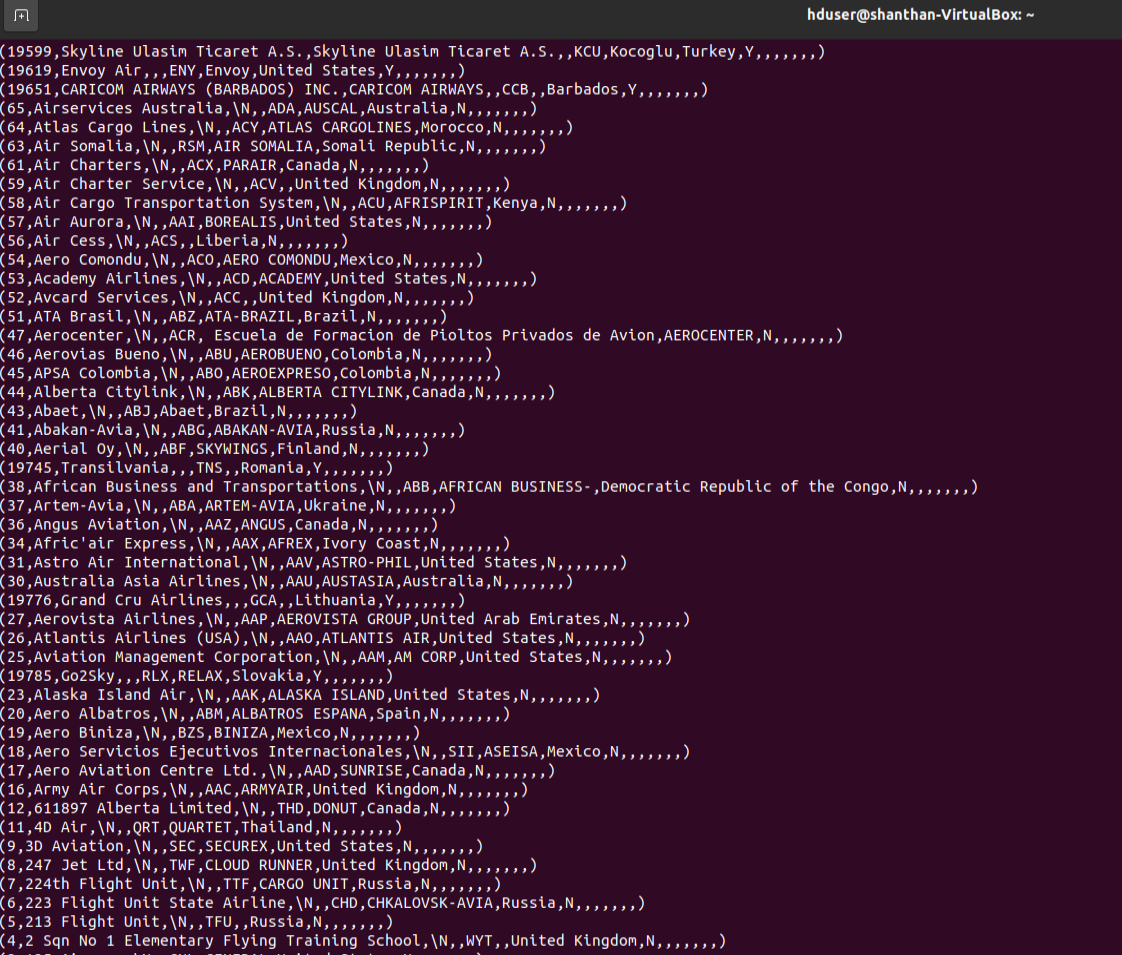 hduser@shanthan-VirtualBox: ~
(19599,Skyline Ulasim Ticaret A.S.,Skyline Ulasim Ticaret A.S.,,KCU,Kocoglu,Turkey,Y,,,,,,,)
(19619,Envoy Air,,,ENY,Envoy,United States,Y,,,,,,,)
(19651,CARICOM AIRWAYS (BARBADOS) INC.,CARICOM AIRWAYS,,CCB,,Barbados,Y,,,,,,,)
(65,Airservices Australia,\N,,ADA,AUSCAL,Australia,N,,,,,,,)
(64,Atlas Cargo Lines,\N,,ACY,ATLAS CARGOLINES,Morocco,N,,,,,,,)
(63,Air Somalia,\N,,RSM,AIR SOMALIA,Somali Republic,N,,,,,,,)
(61,Air Charters,\N,,ACX,PARAIR,Canada,N,,,,,,,)
(59,Air Charter Service,\N,,ACV,,United Kingdom,N,,,,,,,)
(58,Air Cargo Transportation System,\N,,ACU,AFRISPIRIT,Kenya,N,,,,,,,)
(57,Air Aurora,\N,,AAI,BOREALIS,United States,N,,,,,,,)
(56,Air Cess,\N,,ACS,,Liberia,N,,,,,,,)
(54,Aero Comondu,\N,,ACO,AERO COMONDU,Mexico,N,,,,,,,)
(53,Academy Airlines,\N,,ACD,ACADEMY,United States,N,,,,,,,)
(52,Avcard Services,\N,,ACC,,United Kingdom,N,,,,,,,)
(51,ATA Brasil,\N,,ABZ,ATA-BRAZIL,Brazil,N,,,,,,,)
(47,Aerocenter,\N,,ACR, Escuela de Formacion de Pioltos Privados de Avion,AEROCENTER,N,,,,,,,)
(46,Aerovias Bueno,\N,,ABU,AEROBUENO,Colombia,N,,,,,,,)
(45,APSA Colombia,\N,,ABO,AEROEXPRESO,Colombia,N,,,,,,,)
(44,Alberta Citylink,\N,,ABK,ALBERTA CITYLINK,Canada,N,,,,,,,)
(43,Abaet,\N,,ABJ,Abaet,Brazil,N,,,,,,,)
(41,Abakan-Avia,\N,,ABG,ABAKAN-AVIA,Russia,N,,,,,,,)
(40,Aerial Oy,\N,,ABF,SKYWINGS,Finland,N,,,,,,,)
(19745,Transilvania,,,TNS,,Romania,Y,,,,,,,)
(38,African Business and Transportations,\N,,ABB,AFRICAN BUSINESS-,Democratic Republic of the Congo,N,,,,,,,)
(37,Artem-Avia,\N,,ABA,ARTEM-AVIA,Ukraine,N,,,,,,,)
(36,Angus Aviation,\N,,AAZ,ANGUS,Canada,N,,,,,,,)
(34,Afric'air Express,\N,,AAX,AFREX,Ivory Coast,N,,,,,,,)
(31,Astro Air International,\N,,AAV,ASTRO-PHIL,United States,N,,,,,,,)
(30,Australia Asia Airlines,\N,,AAU,AUSTASIA,Australia,N,,,,,,,)
(19776,Grand Cru Airlines,,,GCA,,Lithuania,Y,,,,,,,)
(27,Aerovista Airlines,\N,,AAP,AEROVISTA GROUP,United Arab Emirates,N,,,,,,,)
(26,Atlantis Airlines (USA),\N,,AAO,ATLANTIS AIR,United States,N,,,,,,,)
(25,Aviation Management Corporation,\N,,AAM,AM CORP,United States,N,,,,,,,)
(19785,Go2Sky,,,RLX,RELAX,Slovakia,Y,,,,,,,)
(23,Alaska Island Air,\N,,AAK,ALASKA ISLAND,United States,N,,,,,,,)
(20,Aero Albatros,\N,,ABM,ALBATROS ESPANA,Spain,N,,,,,,,)
(19,Aero Biniza,\N,,BZS,BINIZA,Mexico,N,,,,,,,)
(18,Aero Servicios Ejecutivos Internacionales,\N,,SII,ASEISA,Mexico,N,,,,,,,)
(17,Aero Aviation Centre Ltd.,\N,,AAD,SUNRISE,Canada,N,,,,,,,)
(16,Army Air Corps,\N,,AAC,ARMYAIR,United Kingdom,N,,,,,,,)
(12,611897 Alberta Limited,\N,,THD,DONUT,Canada,N,,,,,,,)
(11,4D Air,\N,,QRT,QUARTET,Thailand,N,,,,,,,)
(9,3D Aviation,\N,,SEC,SECUREX,United States,N,,,,,,,)
(8,247 Jet Ltd,\N,,TWF,CLOUD RUNNER,United Kingdom,N,,,,,,,)
(7,224th Flight Unit,\N,,TTF,CARGO UNIT,Russia,N,,,,,,,)
(6,223 Flight Unit State Airline,\N,,CHD,CHKALOVSK-AVIA,Russia,N,,,,,,,)
(5,213 Flight Unit,\N,,TFU,,Russia,N,,,,,,,)
(4,2 Sqn No 1 Elementary Flying Training School,\N,,WYT,,United Kingdom,N,,,,,,,)